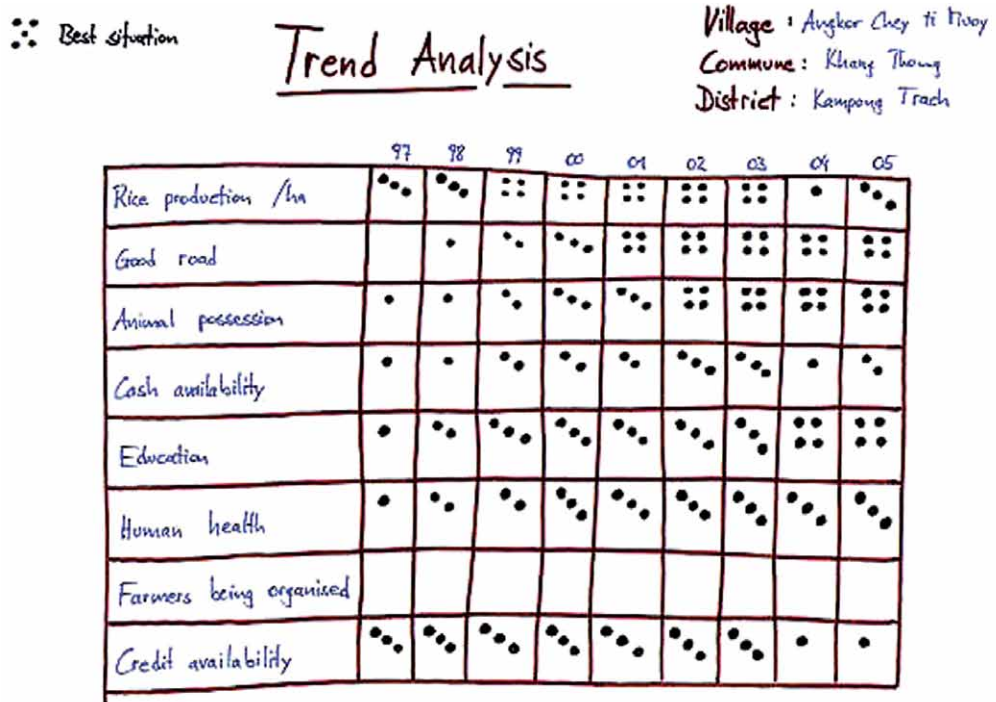 Best situation
Trend Analysis
Village : Angkor Chey ti Muoy
Commune : Khang Thoung
District : Kampong Trach
97 98 99 00 01 02 03 04 05
Rice production /ha
Good road
Animal possession
Cash availability
Education
Human health
Farmers being organised
Credit availability